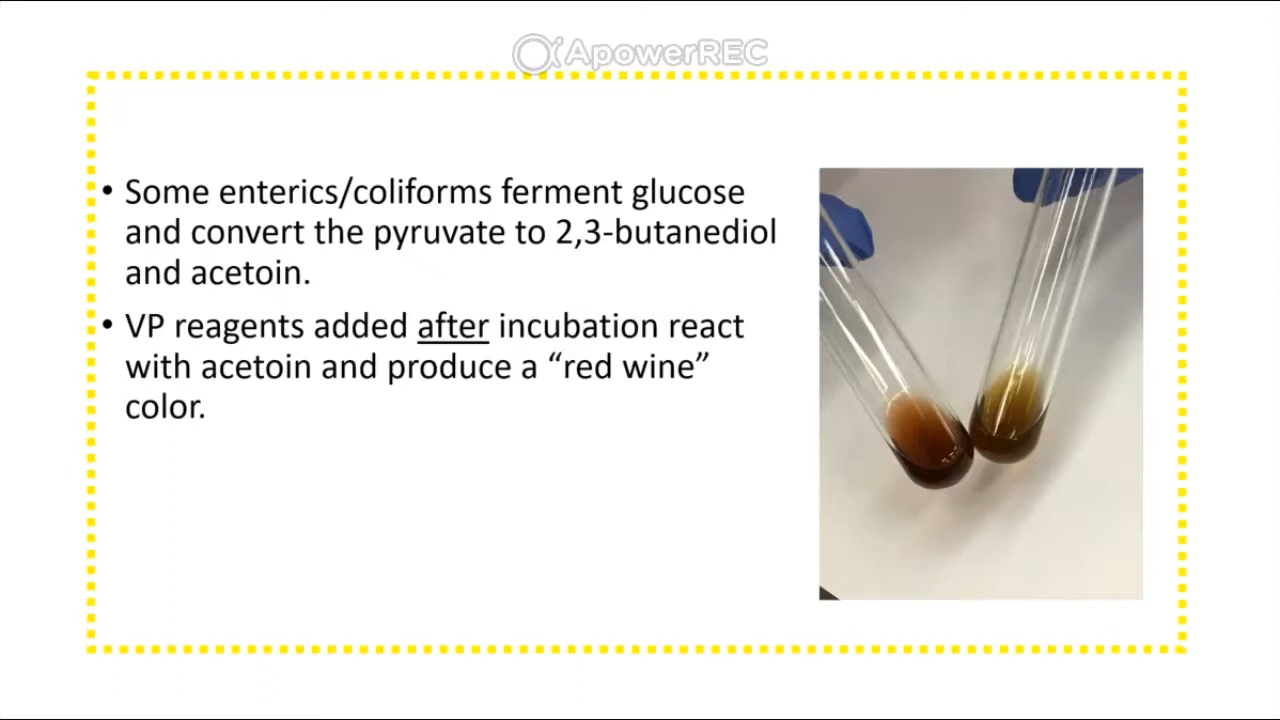 ApowerREC
• Some enterics/coliforms ferment glucose
and convert the pyruvate to 2,3-butanediol
and acetoin.
• VP reagents added after incubation react
with acetoin and produce a “red wine”
color.